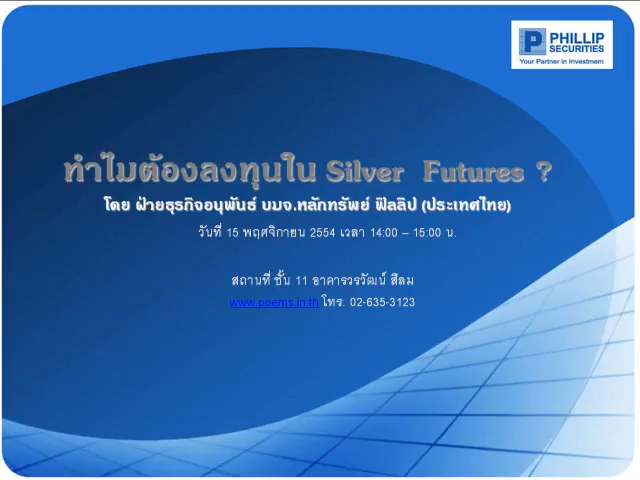 PHILLIP
SECURITIES
Your Partner in Investment
ทำไมต้องลงทุนใน Silver Futures ?
โดย ฝ่ายธุรกิจอนุพันธ์ บมจ.หลักทรัพย์ ฟิลลิป (ประเทศไทย)
วันที่ 15 พฤศจิกายน 2554 เวลา 14:00 – 15:00 น.
สถานที่ ชั้น 11 อาคารวรวัฒน์ สีลม
www.poems.in.th โทร. 02-635-3123